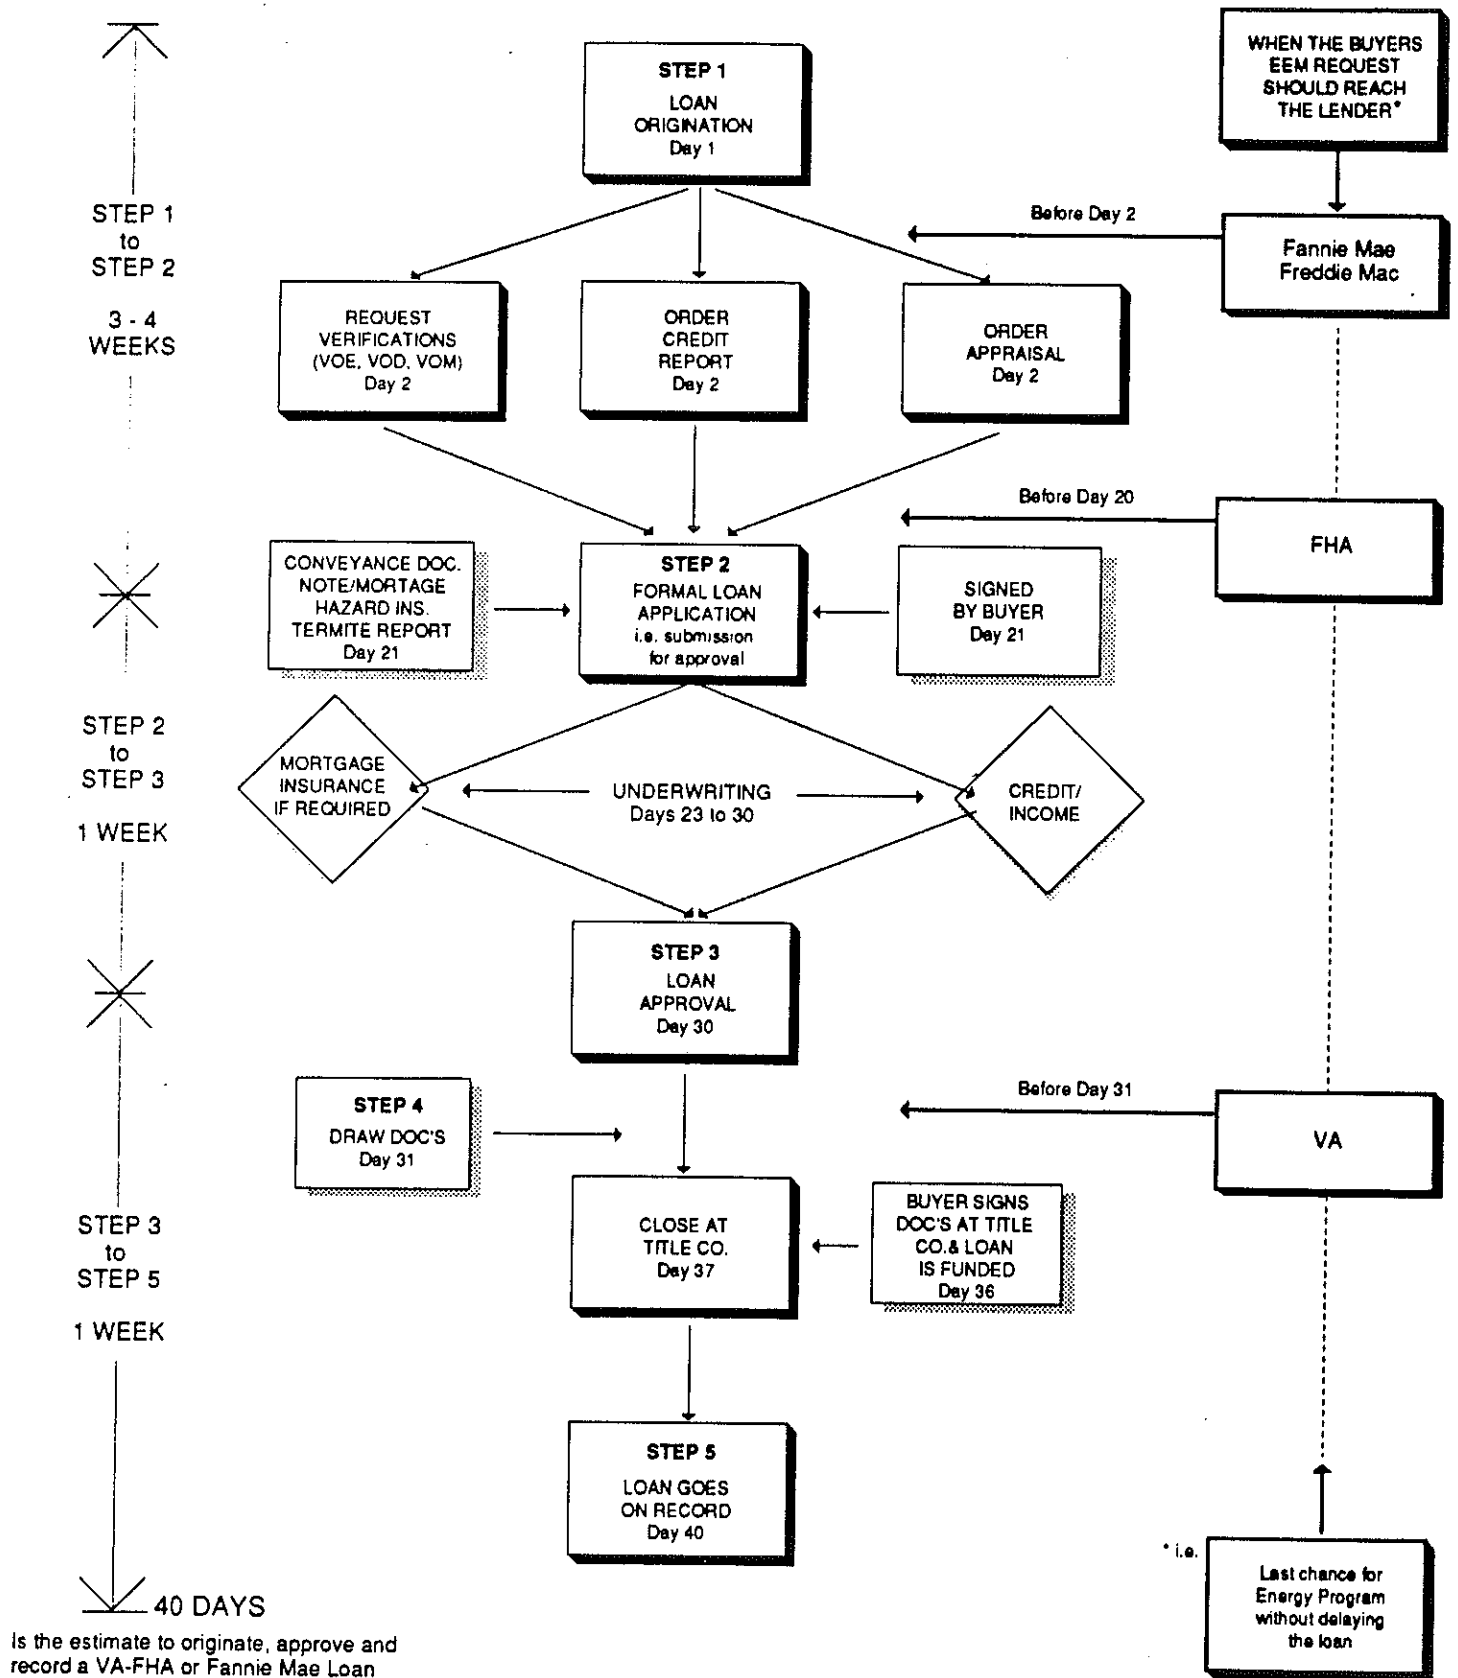 STEP 1
LOAN
ORIGINATION
Day 1
WHEN THE BUYERS
EEM REQUEST
SHOULD REACH
THE LENDER*
STEP 1
to
STEP 2
3 - 4
WEEKS
Before Day 2
Fannie Mae
Freddie Mac
REQUEST
VERIFICATIONS
(VOE, VOD, VOM)
Day 2
ORDER
CREDIT
REPORT
Day 2
ORDER
APPRAISAL
Day 2
Before Day 20
FHA
CONVEYANCE DOC.
NOTE/MORTAGE
HAZARD INS.
TERMITE REPORT
Day 21
STEP 2
FORMAL LOAN
APPLICATION
i.e. submission
for approval
SIGNED
BY BUYER
Day 21
STEP 2
to
STEP 3
1 WEEK
MORTGAGE
INSURANCE
IF REQUIRED
UNDERWRITING
Days 23 to 30
CREDIT/
INCOME
STEP 3
LOAN
APPROVAL
Day 30
STEP 4
DRAW DOC'S
Day 31
Before Day 31
VA
STEP 3
to
STEP 5
1 WEEK
CLOSE AT
TITLE CO.
Day 37
BUYER SIGNS
DOC'S AT TITLE
CO.& LOAN
IS FUNDED
Day 36
STEP 5
LOAN GOES
ON RECORD
Day 40
* i.e.
Last chance for
Energy Program
without delaying
the loan
40 DAYS
Is the estimate to originate, approve and
record a VA-FHA or Fannie Mae Loan